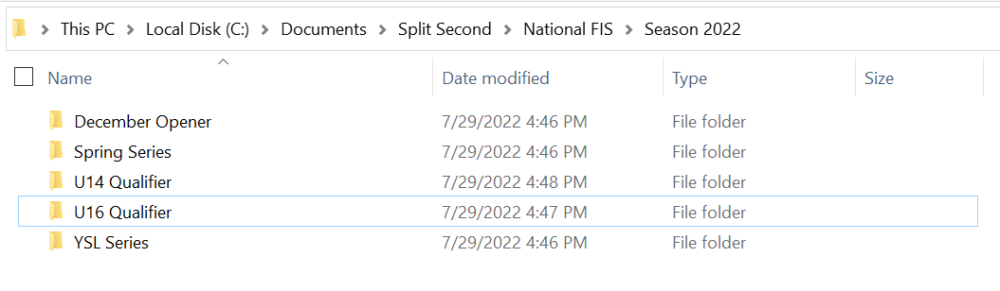 This PC > Local Disk (C:) > Documents > Split Second > National FIS > Season 2022
Name Date modified Type Size
December Opener 7/29/2022 4:46 PM File folder
Spring Series 7/29/2022 4:46 PM File folder
U14 Qualifier 7/29/2022 4:48 PM File folder
U16 Qualifier 7/29/2022 4:47 PM File folder
YSL Series 7/29/2022 4:46 PM File folder